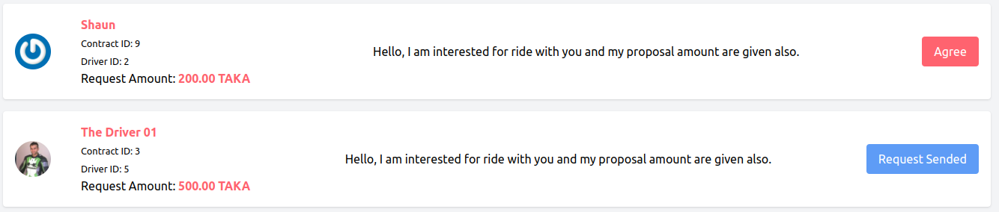 Shaun
Contract ID: 9
Driver ID: 2
Request Amount: 200.00 TAKA
Hello, I am interested for ride with you and my proposal amount are given also.
Agree
The Driver 01
Contract ID: 3
Driver ID: 5
Request Amount: 500.00 TAKA
Hello, I am interested for ride with you and my proposal amount are given also.
Request Sended